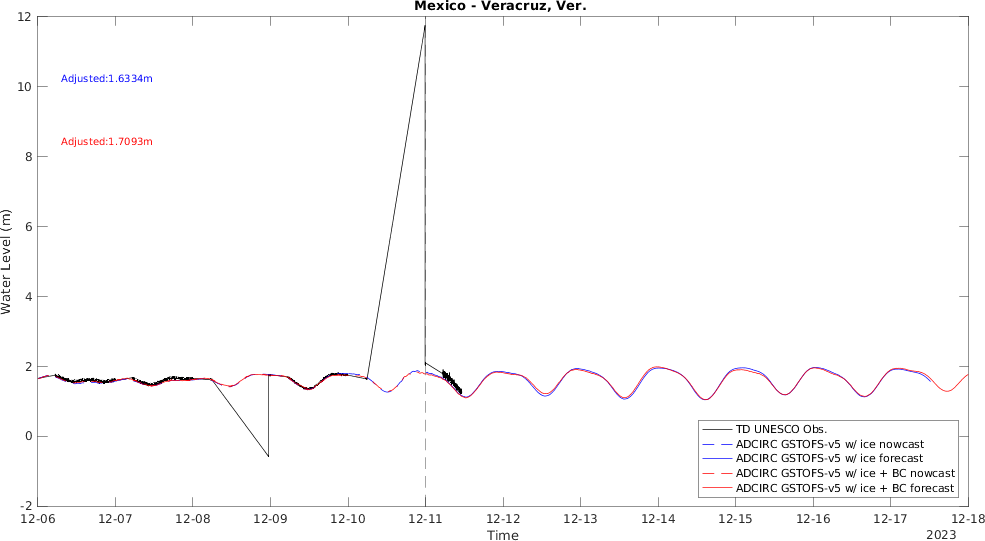 Mexico - Veracruz, Ver.
12
10
8
6
4
2
0
-2
Water Level (m)
Adjusted:1.6334m
Adjusted:1.7093m
TD UNESCO Obs.
ADCIRC GSTOFS-v5 w/ ice nowcast
ADCIRC GSTOFS-v5 w/ ice forecast
ADCIRC GSTOFS-v5 w/ ice + BC nowcast
ADCIRC GSTOFS-v5 w/ ice + BC forecast
12-06 12-07 12-08 12-09 12-10 12-11 12-12 12-13 12-14 12-15 12-16 12-17 12-18
Time
2023